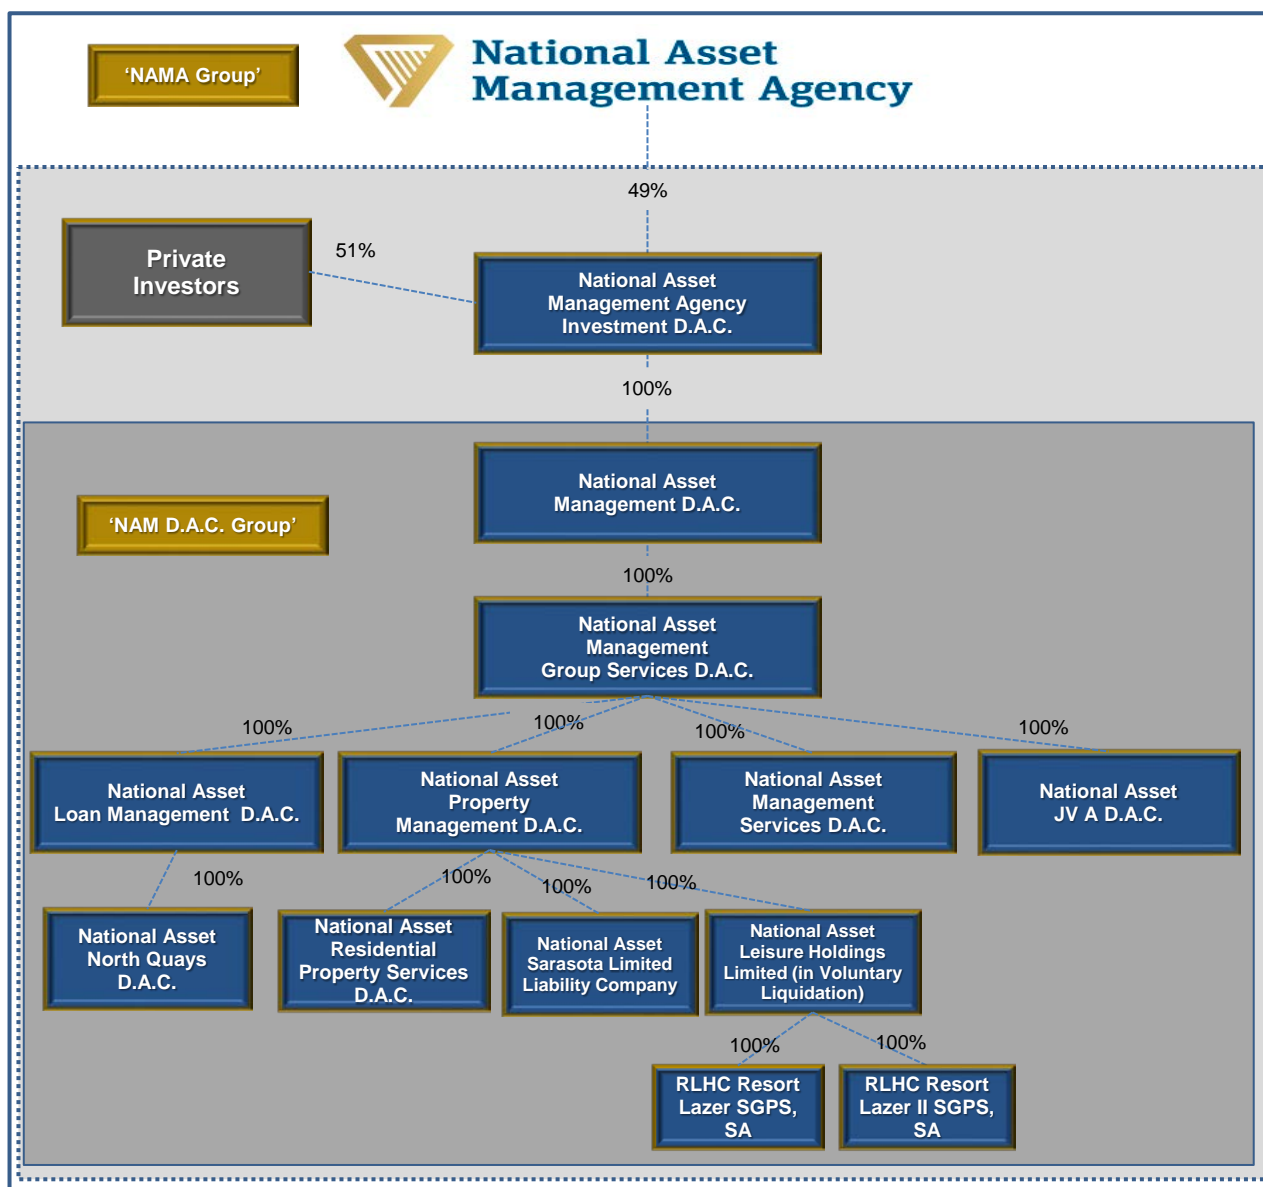 ‘NAMA Group’
National Asset
Management Agency
49%
Private
Investors
51%
National Asset
Management Agency
Investment D.A.C.
100%
National Asset
Management D.A.C.
‘NAM D.A.C. Group’
100%
National Asset
Management
Group Services D.A.C.
100%
100%
100%
100%
National Asset
Loan Management D.A.C.
National Asset
Property
Management D.A.C.
National Asset
Management
Services D.A.C.
National Asset
JV A D.A.C.
100%
100%
100%
100%
National Asset
North Quays
D.A.C.
National Asset
Residential
Property Services
D.A.C.
National Asset
Sarasota Limited
Liability Company
National Asset
Leisure Holdings
Limited (in Voluntary
Liquidation)
100%
100%
RLHC Resort
Lazer SGPS,
SA
RLHC Resort
Lazer II SGPS,
SA